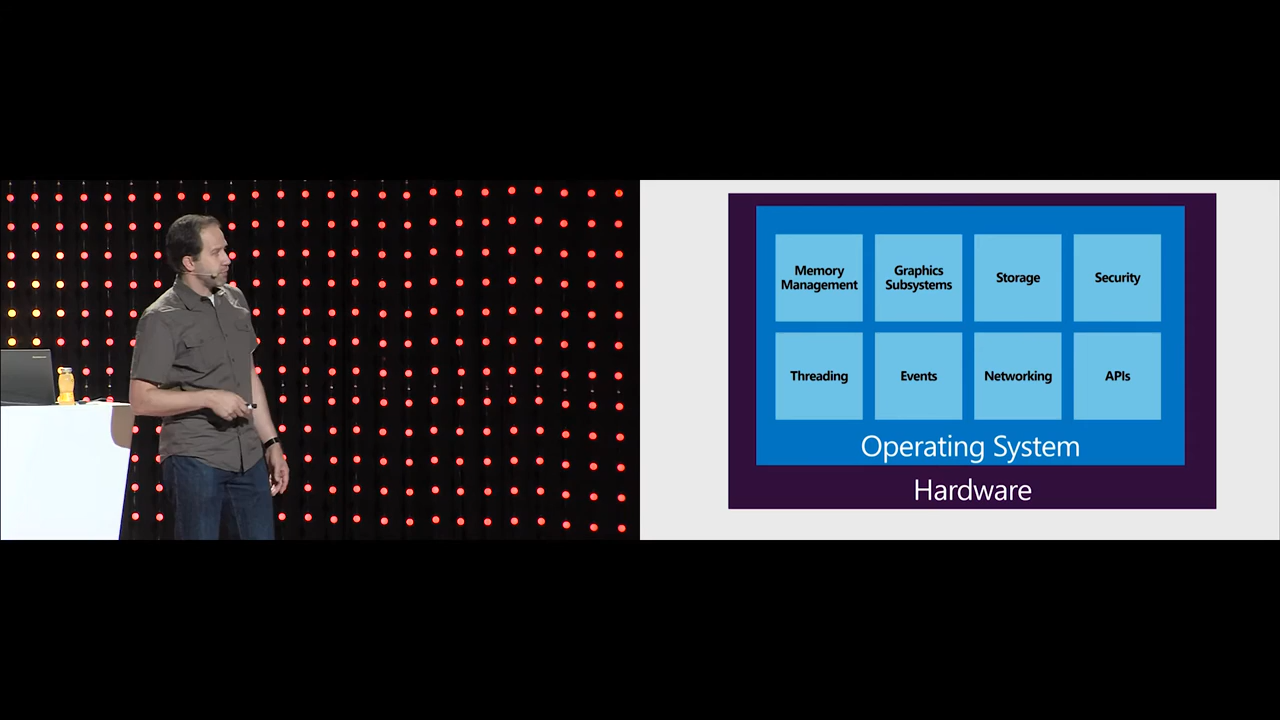 Memory
Management
Graphics
Subsystems
Storage
Security
Threading
Events
Networking
APIs
Operating System
Hardware